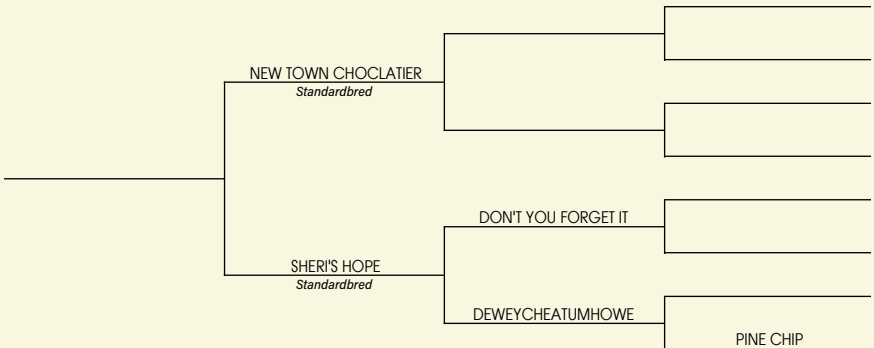 NEW TOWN CHOCLATIER
Standardbred
DON'T YOU FORGET IT
SHERI'S HOPE
Standardbred
DEWEYCHEATUMHOWE
PINE CHIP